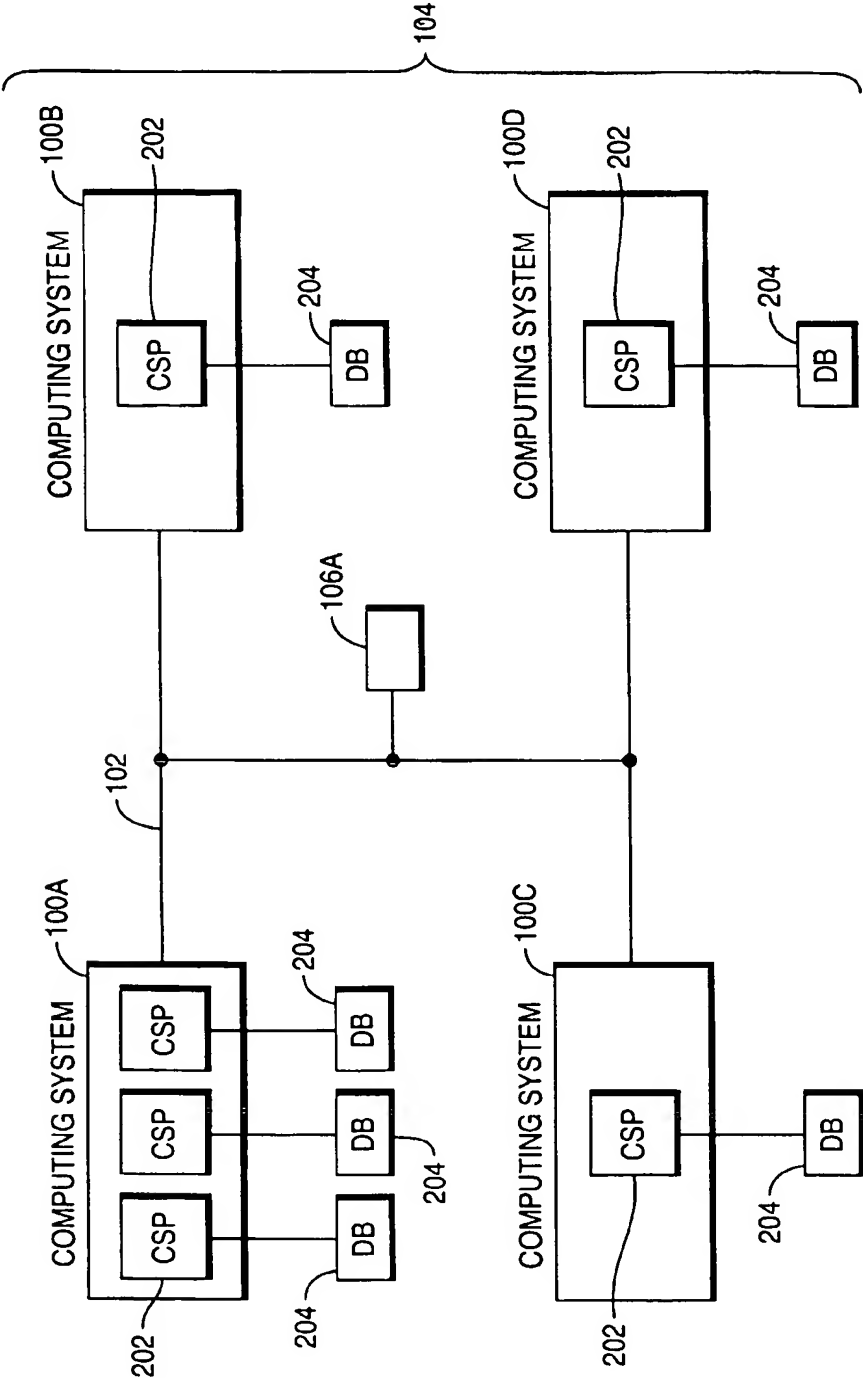 104
COMPUTING SYSTEM
100A
CSP
CSP
CSP
202
DB
204
DB
204
DB
204
102
COMPUTING SYSTEM
100B
CSP
202
DB
204
106A
COMPUTING SYSTEM
100C
CSP
202
DB
204
COMPUTING SYSTEM
100D
CSP
202
DB
204